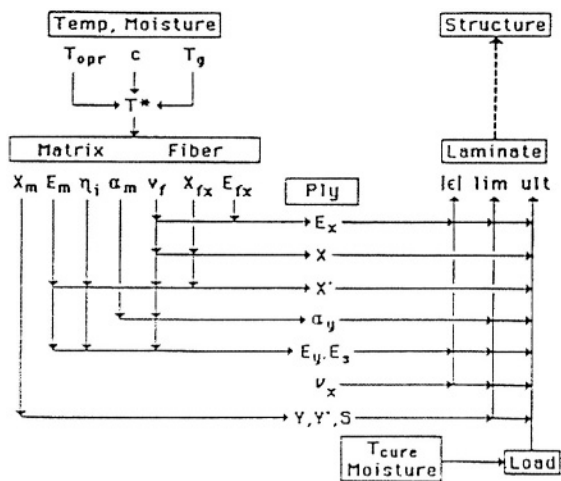 Temp, Moisture Structure
T_opr c T_g
T*
Matrix Fiber Laminate
X_m E_m η_i α_m v_f X_fx E_fx Ply |ε| lim ult
E_x
X
X'
α_y
E_y, E_s
ν_x
Y, Y', S
T_cure
Moisture Load